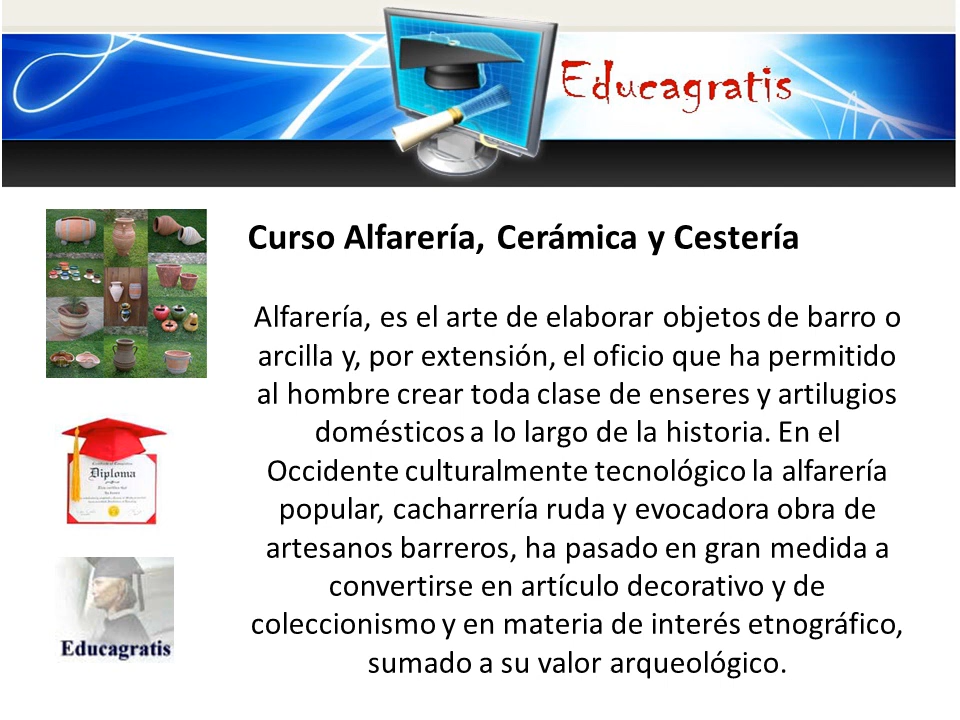 Educagratis
Curso Alfarería, Cerámica y Cestería
Alfarería, es el arte de elaborar objetos de barro o
arcilla y, por extensión, el oficio que ha permitido
al hombre crear toda clase de enseres y artilugios
domésticos a lo largo de la historia. En el
Occidente culturalmente tecnológico la alfarería
popular, cacharrería ruda y evocadora obra de
artesanos barreros, ha pasado en gran medida a
convertirse en artículo decorativo y de
coleccionismo y en materia de interés etnográfico,
sumado a su valor arqueológico.
Diploma
Educagratis